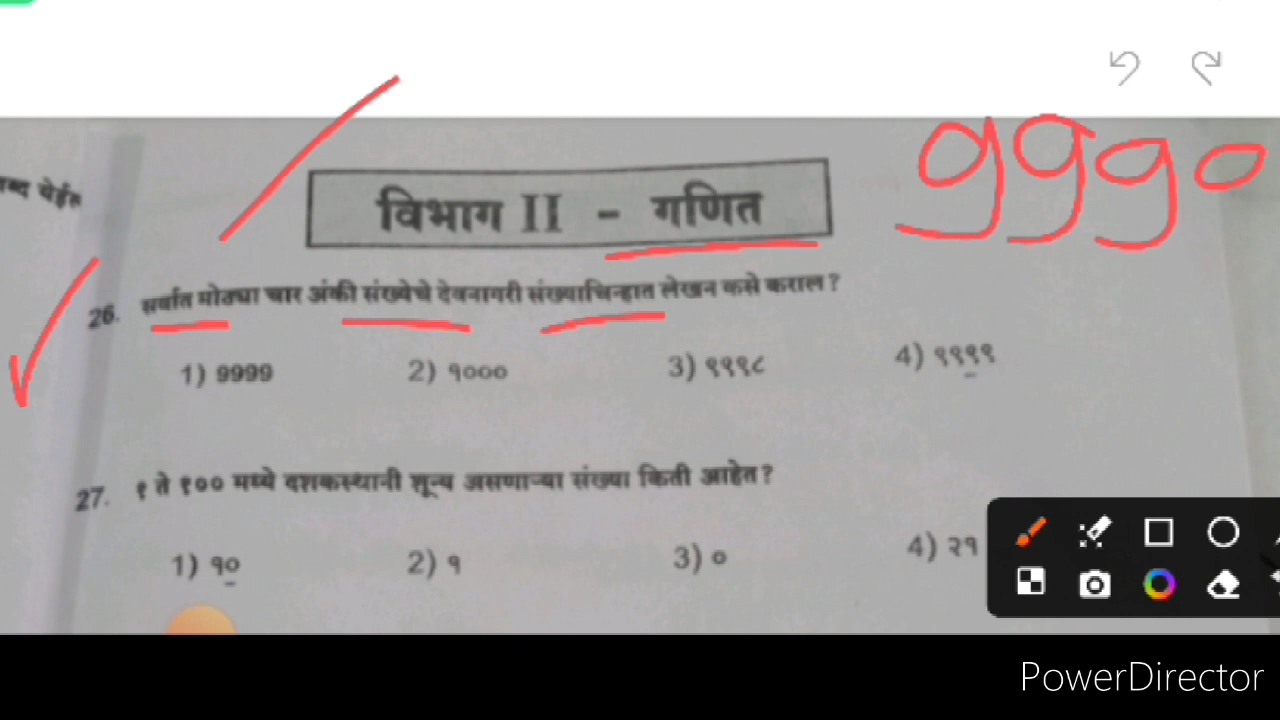 9990
विभाग II - गणित
26. सर्वात मोठ्या चार अंकी संख्येचे देवनागरी संख्याचिन्हात लेखन कसे कराल ?
1) 9999 2) १००० 3) ९९९८ 4) ९९९९
27. १ ते १०० मध्ये दशकस्थानी शून्य असणाऱ्या संख्या किती आहेत ?
1) १० 2) १ 3) ० 4) २१
PowerDirector